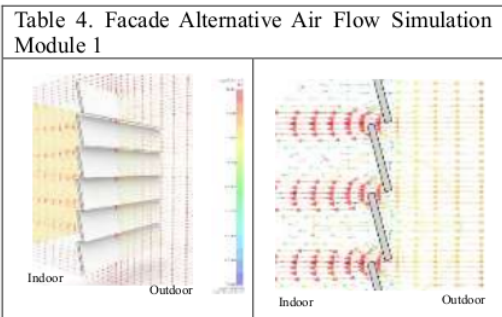 Table 4. Facade Alternative Air Flow Simulation
Module 1
Indoor
Outdoor
Indoor
Outdoor